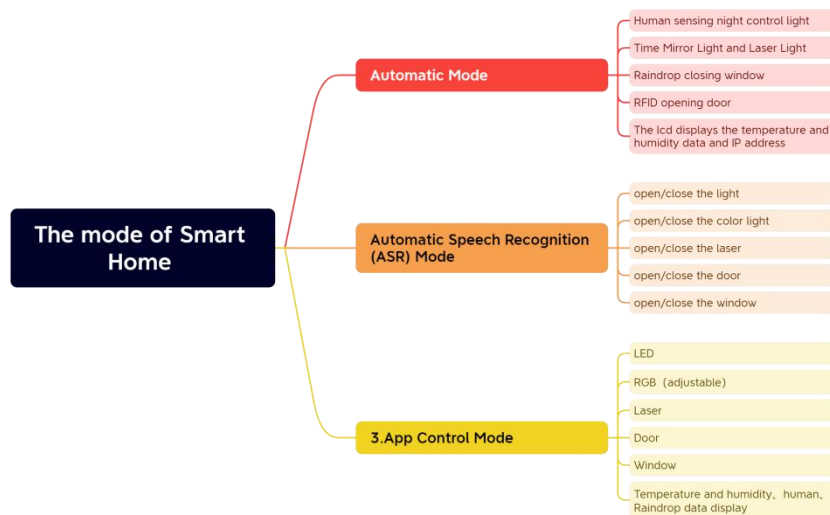 The mode of Smart
Home
Automatic Mode
Human sensing night control light
Time Mirror Light and Laser Light
Raindrop closing window
RFID opening door
The lcd displays the temperature and
humidity data and IP address
Automatic Speech Recognition
(ASR) Mode
open/close the light
open/close the color light
open/close the laser
open/close the door
open/close the window
3.App Control Mode
LED
RGB（adjustable）
Laser
Door
Window
Temperature and humidity、human、
Raindrop data display